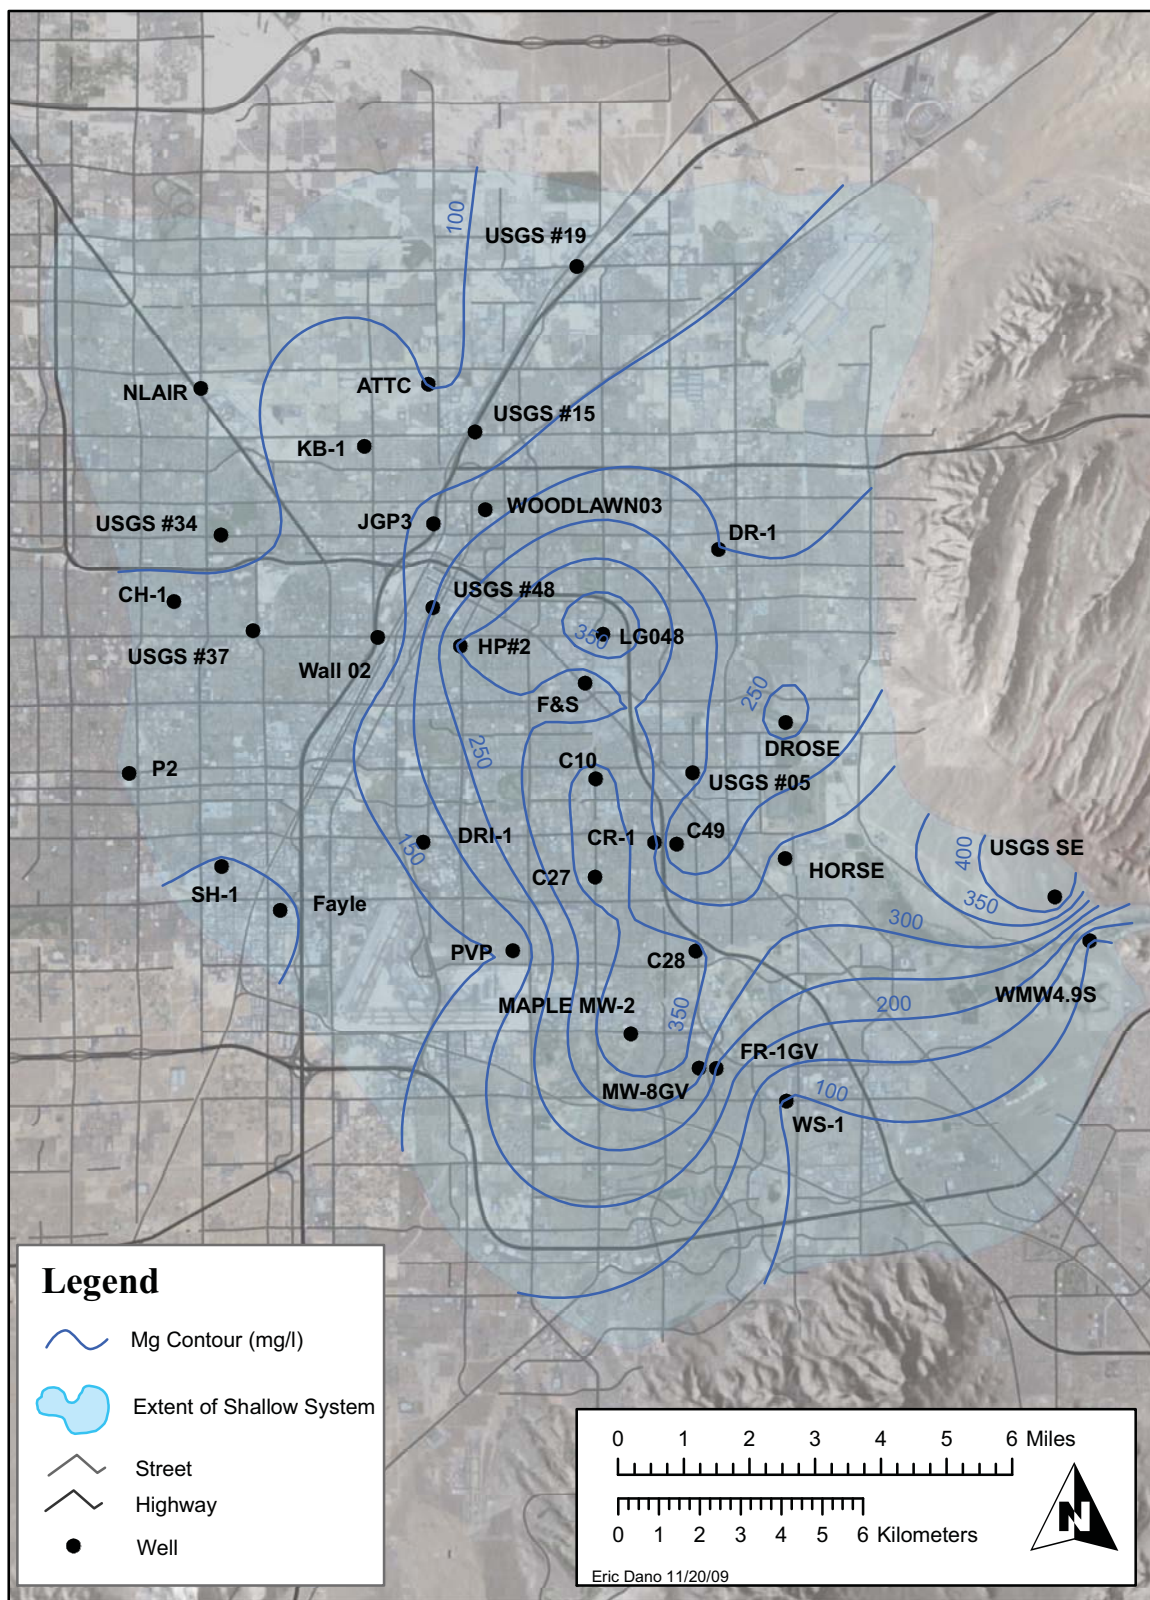 100
USGS #19
NLAIR
ATTC
USGS #15
KB-1
WOODLAWN03
JGP3
USGS #34
DR-1
CH-1
USGS #48
USGS #37
Wall 02
HP#2
350
LG048
F&S
250
DROSE
250
C10
P2
USGS #05
150
DRI-1
CR-1
C49
HORSE
400
USGS SE
C27
SH-1
Fayle
350
300
PVP
C28
WMW4.9S
MAPLE MW-2
350
200
FR-1GV
MW-8GV
100
WS-1
Legend
Mg Contour (mg/l)
Extent of Shallow System
Street
Highway
Well
0 1 2 3 4 5 6 Miles
0 1 2 3 4 5 6 Kilometers
N
Eric Dano 11/20/09